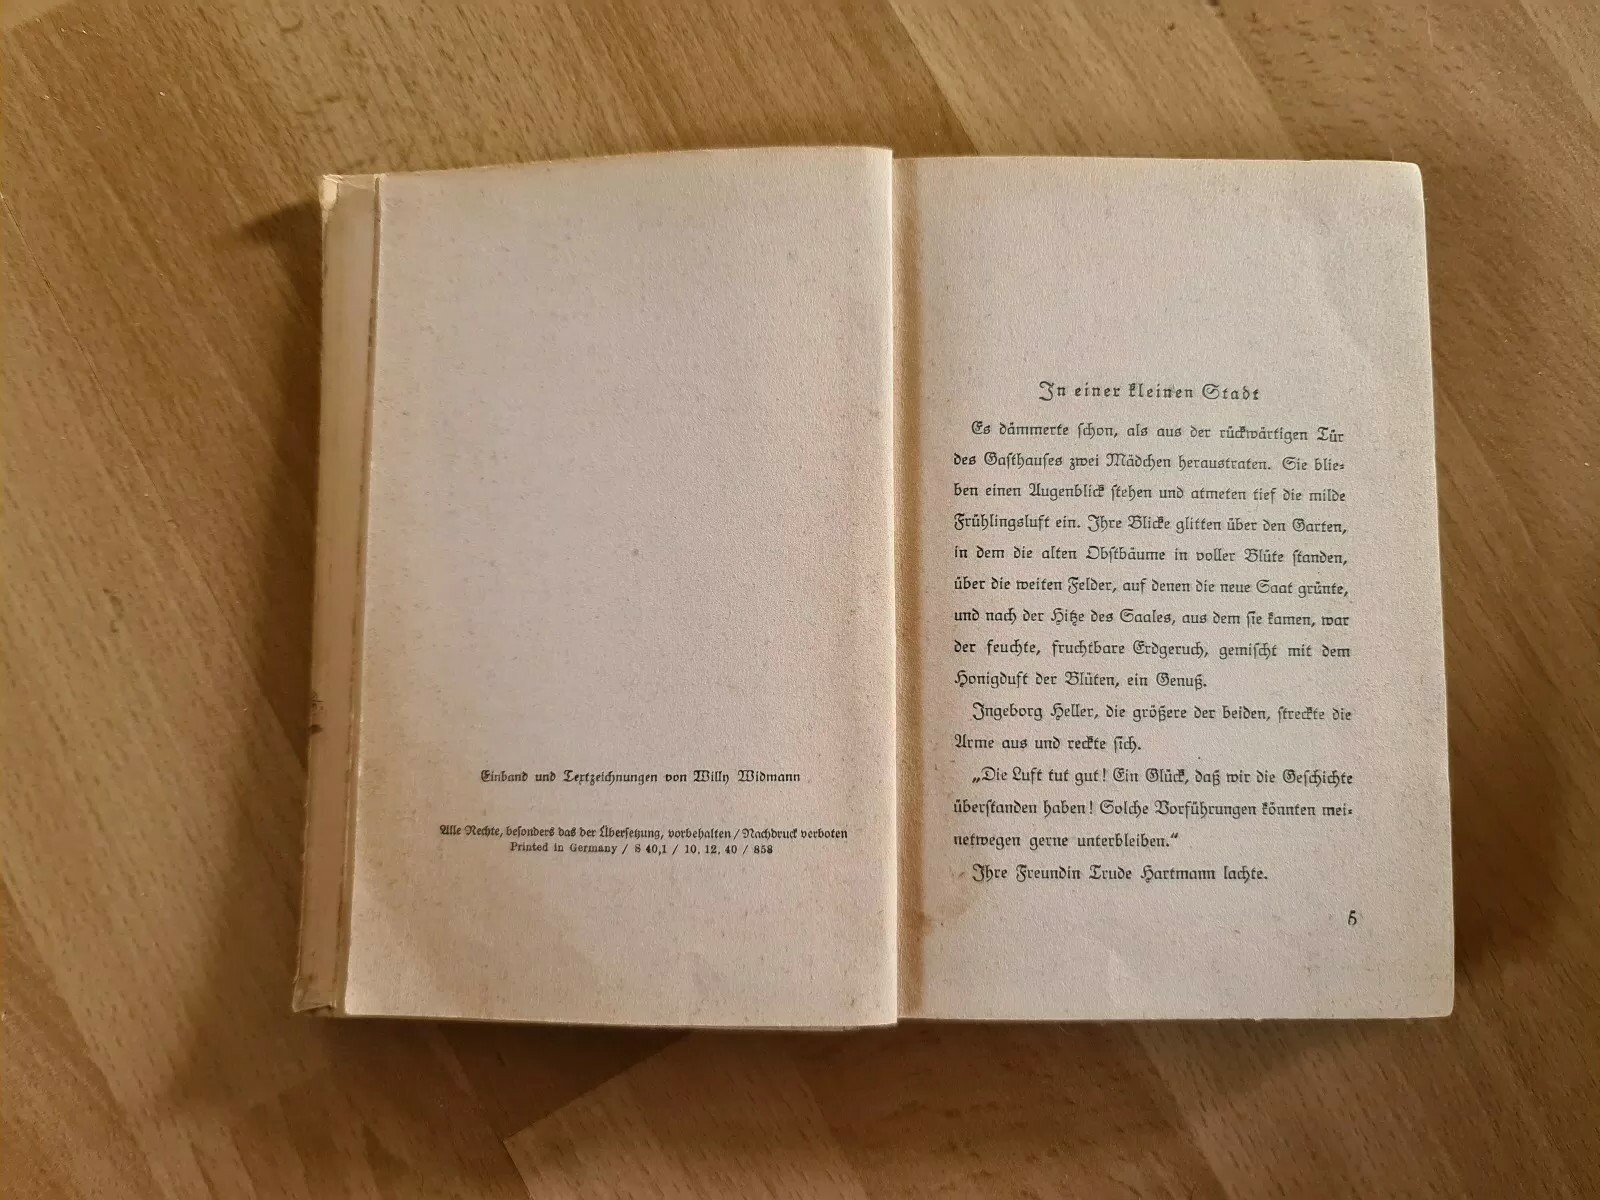 Einband und Textzeichnungen von Willy Widmann
Alle Rechte, besonders das der Übersetzung, vorbehalten / Nachdruck verboten
Printed in Germany / S 40,1 / 10. 12. 40 / 858
In einer kleinen Stadt
Es dämmerte schon, als aus der rückwärtigen Tür
des Gasthauses zwei Mädchen heraustraten. Sie blie-
ben einen Augenblick stehen und atmeten tief die milde
Frühlingsluft ein. Ihre Blicke glitten über den Garten,
in dem die alten Obstbäume in voller Blüte standen,
über die weiten Felder, auf denen die neue Saat grünte,
und nach der Hitze des Saales, aus dem sie kamen, war
der feuchte, fruchtbare Erdgeruch, gemischt mit dem
Honigduft der Blüten, ein Genuß.
Ingeborg Heller, die größere der beiden, streckte die
Arme aus und reckte sich.
„Die Luft tut gut! Ein Glück, daß wir die Geschichte
überstanden haben! Solche Vorführungen könnten mei-
netwegen gerne unterbleiben.“
Ihre Freundin Trude Hartmann lachte.
5